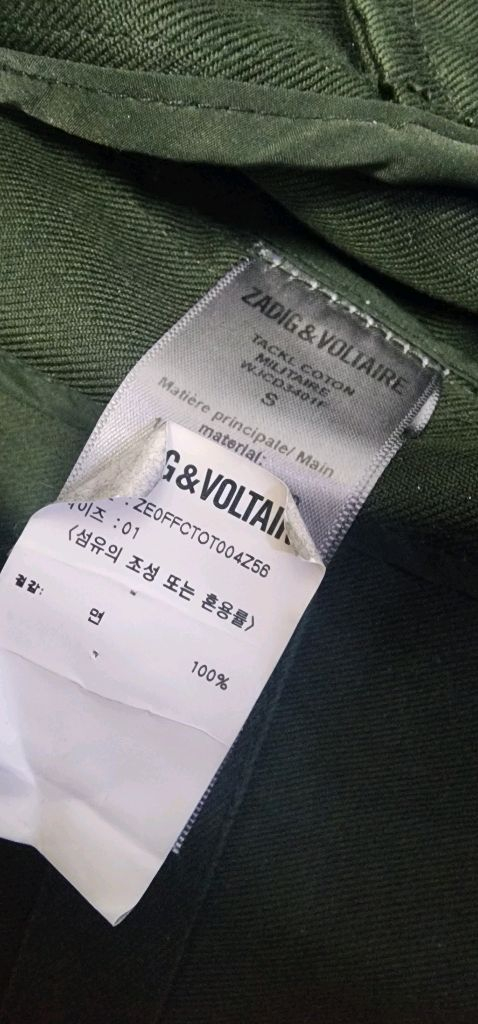 ZADIG&VOLTAIRE
TACKL COTON
MILITAIRE
WJCD3401F
S
Matière principale/ Main
material:
G&VOLTAI
: ZE0FFCTOT004Z56
이즈 : 01
<섬유의 조성 또는 혼용률>
겉감:
면
100%